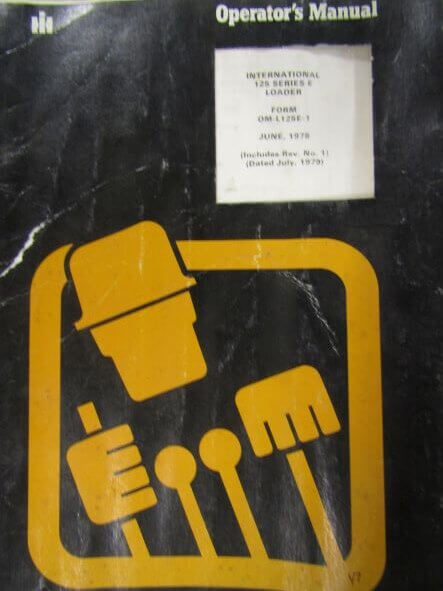 Operator's Manual
INTERNATIONAL
125 SERIES E
LOADER
FORM
OM-L125E-1
JUNE, 1978
(Includes Rev. No. 1)
(Dated July, 1979)